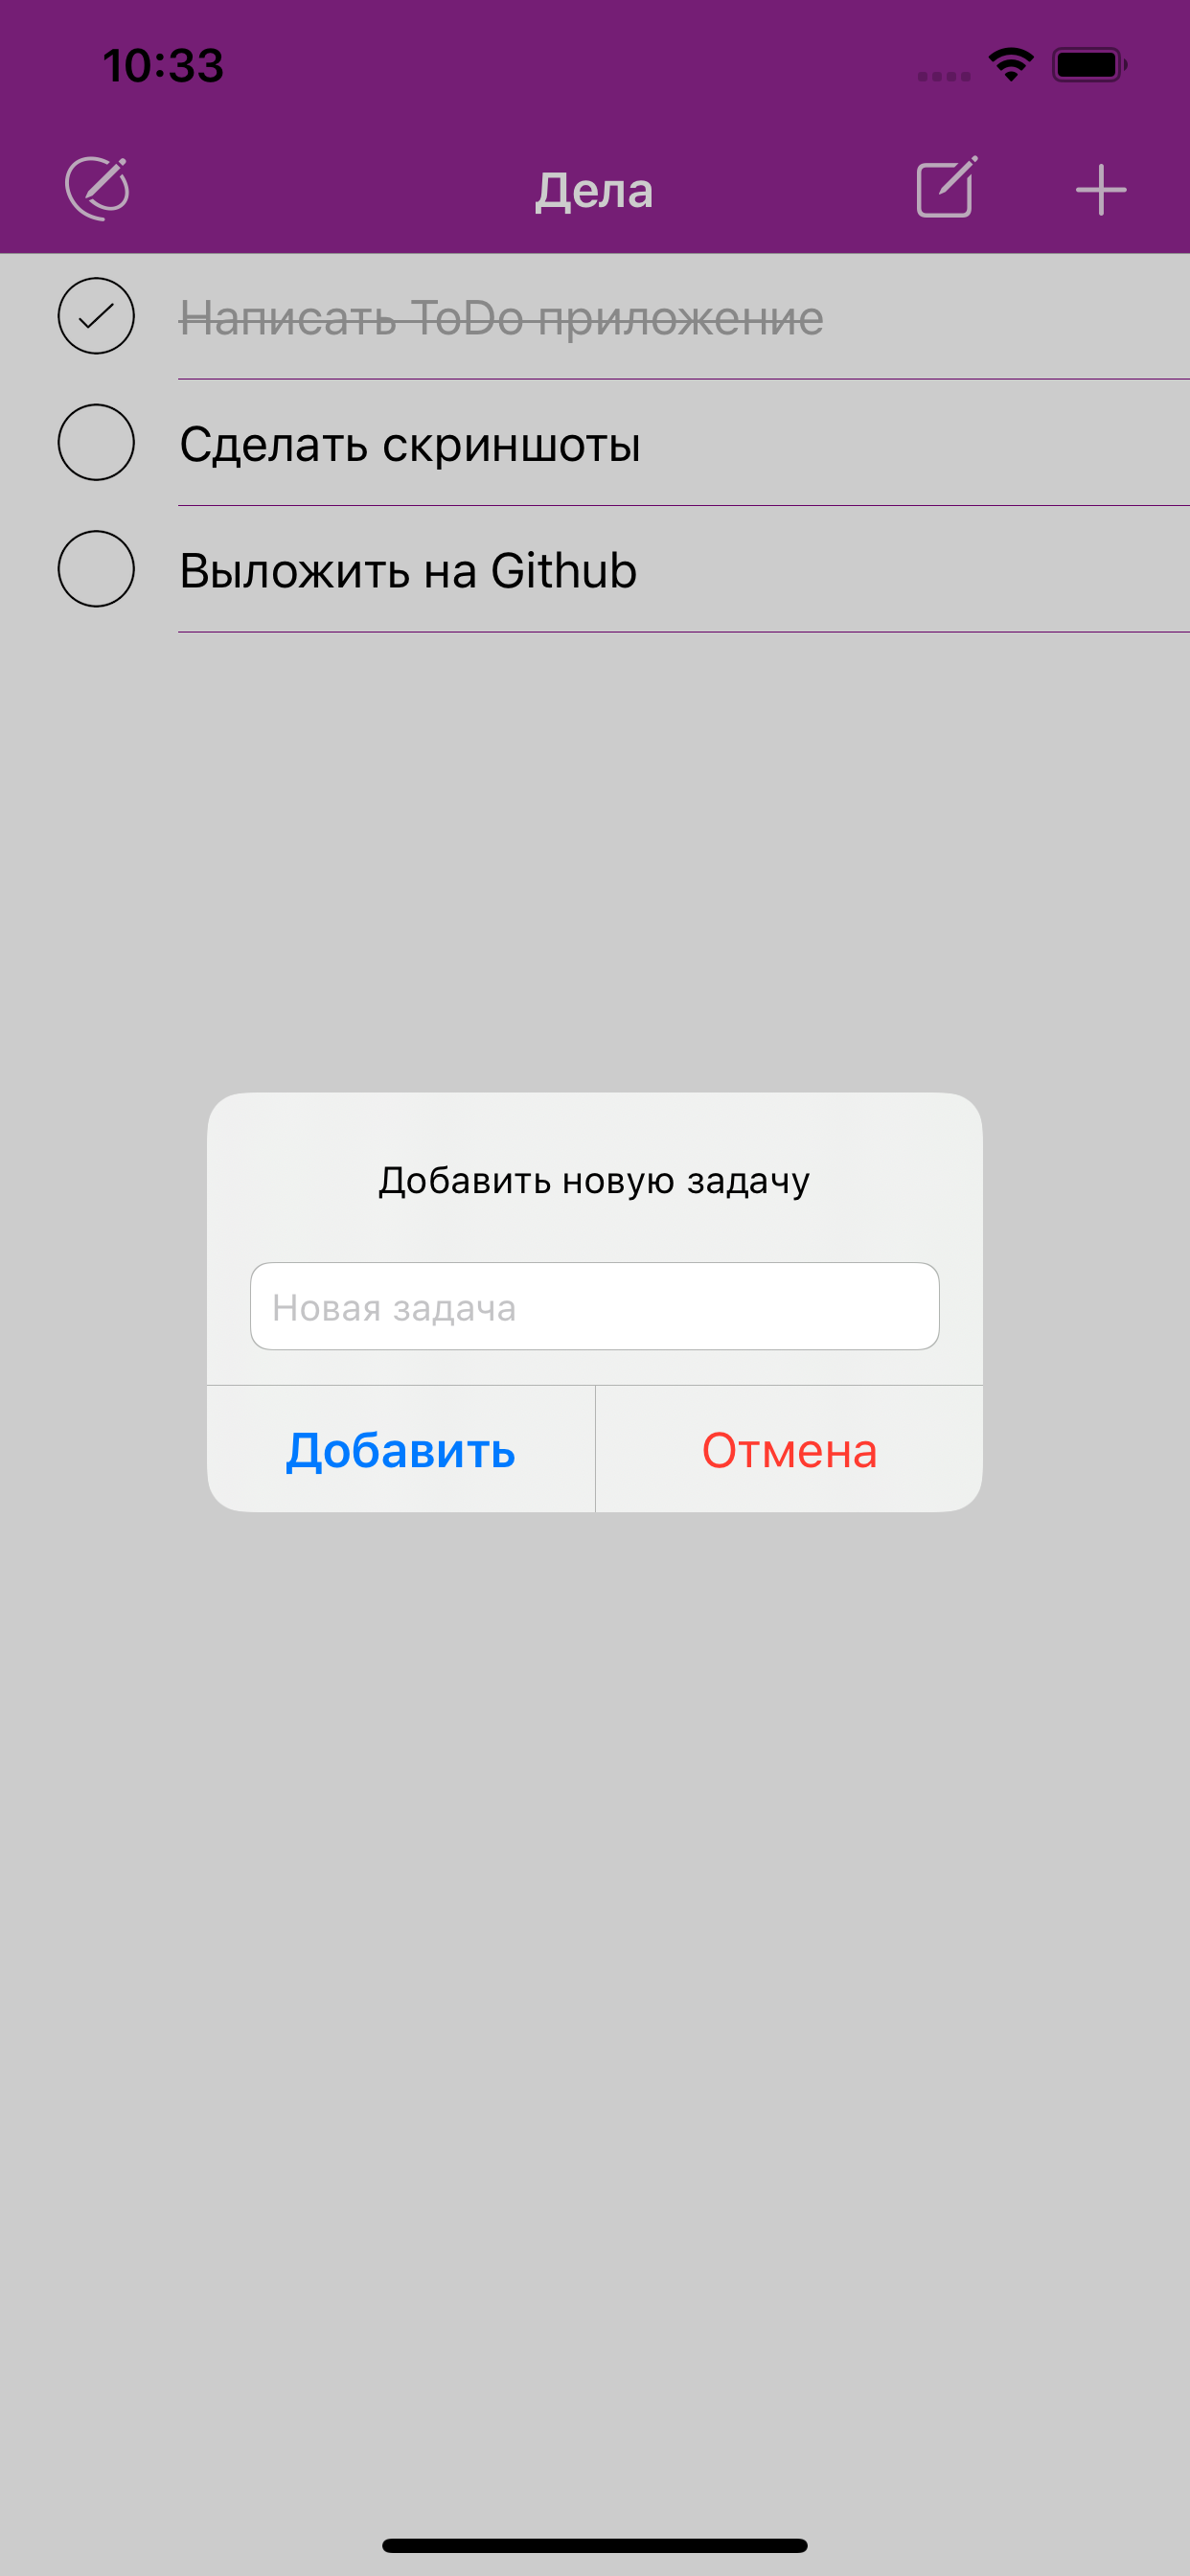 10:33
Дела
Написать ToDo приложение
Сделать скриншоты
Выложить на Github
Добавить новую задачу
Новая задача
Добавить
Отмена